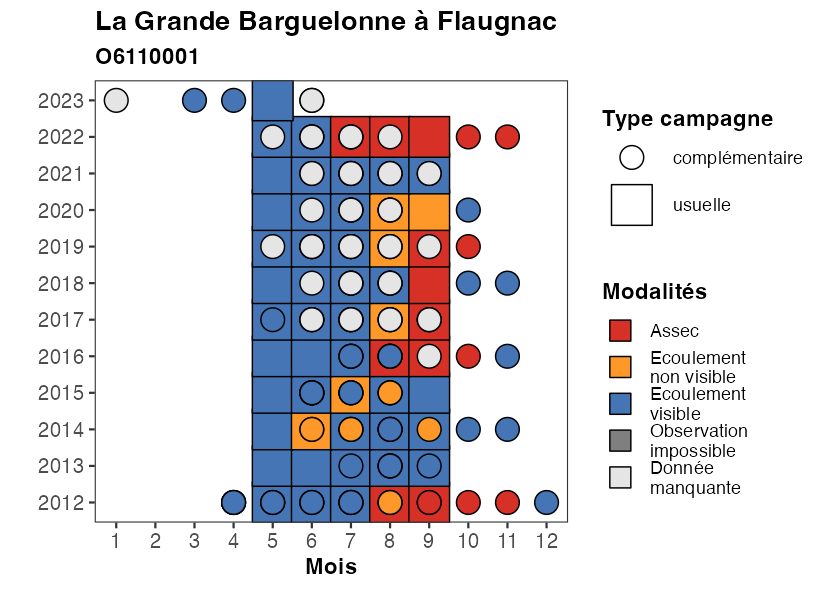 La Grande Barguelonne à Flaugnac
O6110001
2023
2022
2021
2020
2019
2018
2017
2016
2015
2014
2013
2012
1 2 3 4 5 6 7 8 9 10 11 12
Mois
Type campagne
complémentaire
usuelle
Modalités
Assec
Ecoulement
non visible
Ecoulement
visible
Observation
impossible
Donnée
manquante